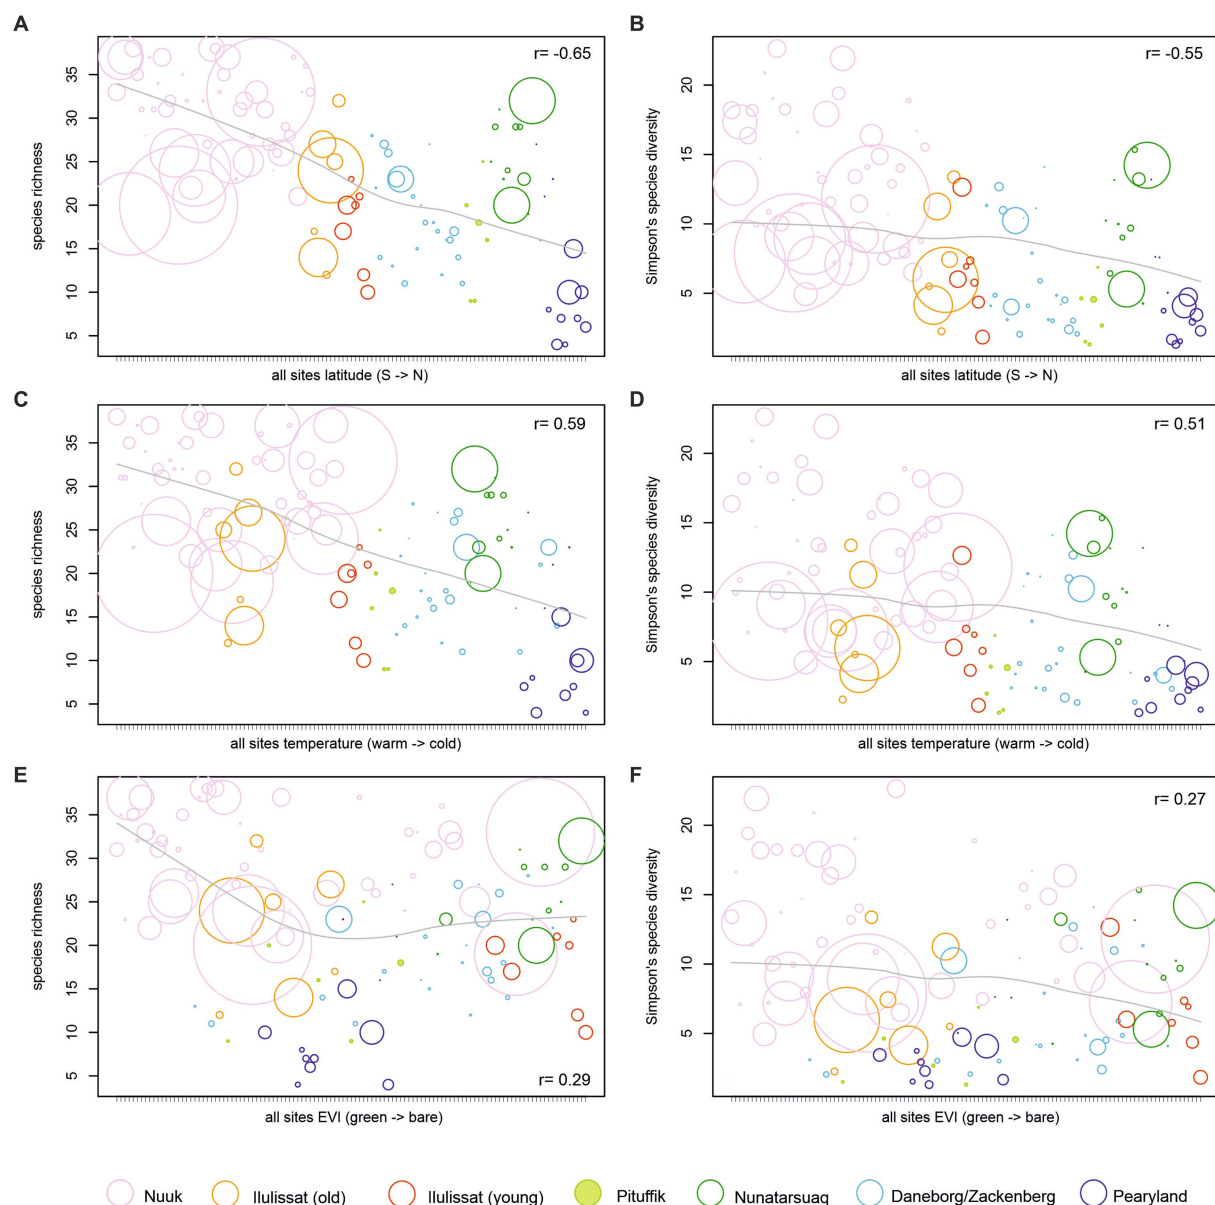 A
B
r= -0.65
r= -0.55
species richness
35
30
25
20
15
10
5
Simpson's species diversity
20
15
10
5
all sites latitude (S -> N)
all sites latitude (S -> N)
C
D
r= 0.59
r= 0.51
species richness
35
30
25
20
15
10
5
Simpson's species diversity
20
15
10
5
all sites temperature (warm -> cold)
all sites temperature (warm -> cold)
E
F
r= 0.29
r= 0.27
species richness
35
30
25
20
15
10
5
Simpson's species diversity
20
15
10
5
all sites EVI (green -> bare)
all sites EVI (green -> bare)
Nuuk
Ilulissat (old)
Ilulissat (young)
Pituffik
Nunatarsuaq
Daneborg/Zackenberg
Pearyland